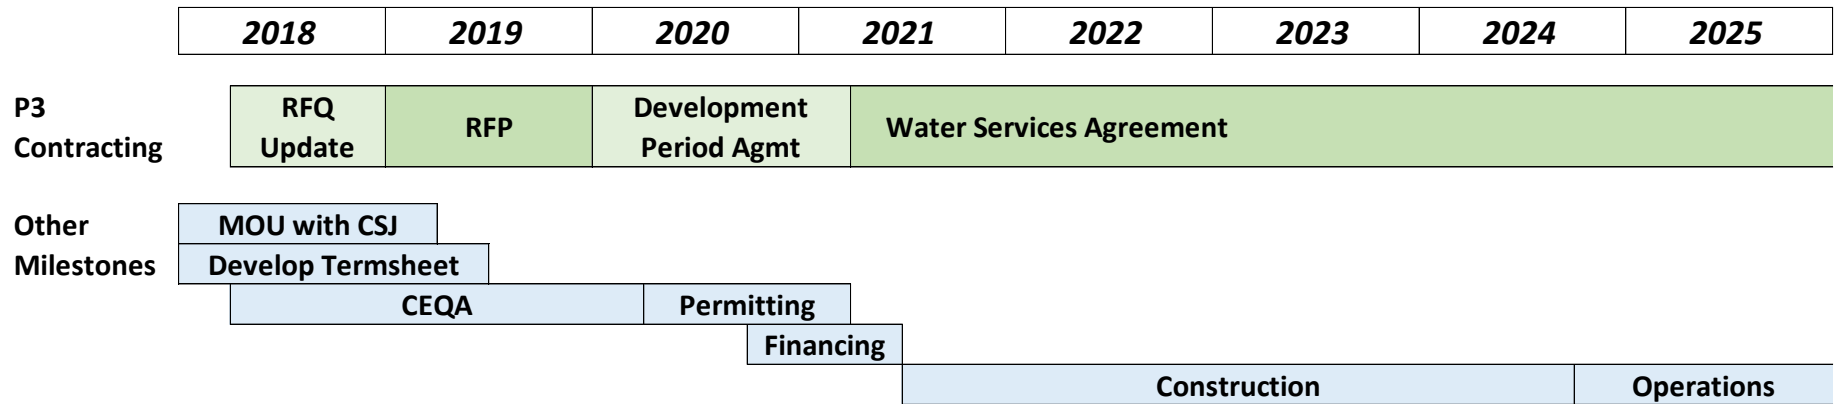 2018 2019 2020 2021 2022 2023 2024 2025
P3 Contracting
RFQ Update
RFP
Development Period Agmt
Water Services Agreement
Other Milestones
MOU with CSJ
Develop Termsheet
CEQA Permitting
Financing
Construction Operations